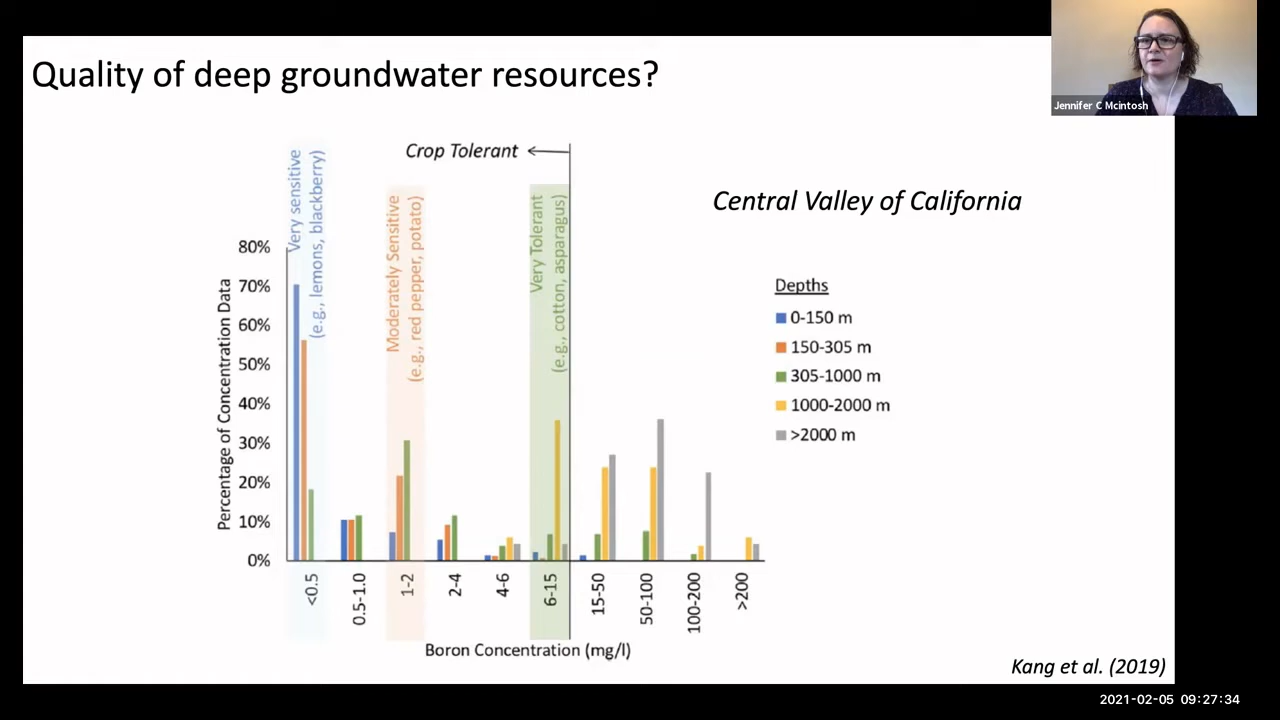 Quality of deep groundwater resources?
Jennifer C Mcintosh
Crop Tolerant
Central Valley of California
Very sensitive
(e.g., lemons, blackberry)
Moderately Sensitive
(e.g., red pepper, potato)
Very Tolerant
(e.g., cotton, asparagus)
Percentage of Concentration Data
80%
70%
60%
50%
40%
30%
20%
10%
0%
Depths
0-150 m
150-305 m
305-1000 m
1000-2000 m
>2000 m
<0.5
0.5-1.0
1-2
2-4
4-6
6-15
15-50
50-100
100-200
>200
Boron Concentration (mg/l)
Kang et al. (2019)
2021-02-05 09:27:34